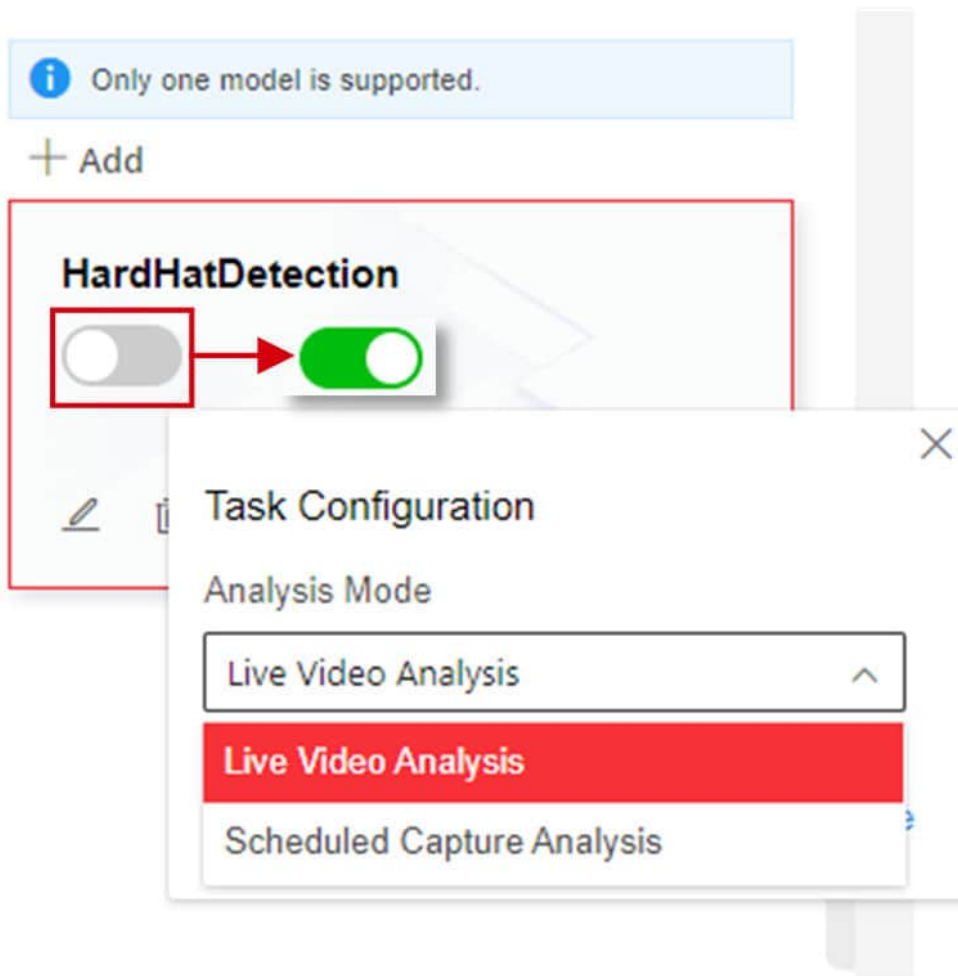 Only one model is supported.
Add
HardHatDetection
Task Configuration
Analysis Mode
Live Video Analysis
Live Video Analysis
Scheduled Capture Analysis